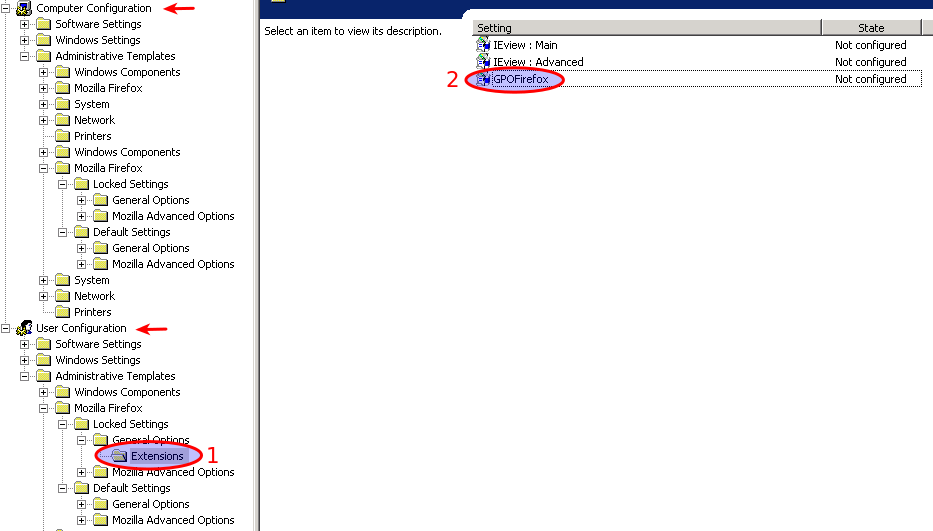 Computer Configuration
Software Settings
Windows Settings
Administrative Templates
Windows Components
Mozilla Firefox
System
Network
Printers
Windows Components
Mozilla Firefox
Locked Settings
General Options
Mozilla Advanced Options
Default Settings
General Options
Mozilla Advanced Options
System
Network
Printers
User Configuration
Software Settings
Windows Settings
Administrative Templates
Windows Components
Mozilla Firefox
Locked Settings
General Options
Extensions 1
Mozilla Advanced Options
Default Settings
General Options
Mozilla Advanced Options
Select an item to view its description.
Setting State
IEview : Main Not configured
IEview : Advanced Not configured
2 GPOFirefox Not configured